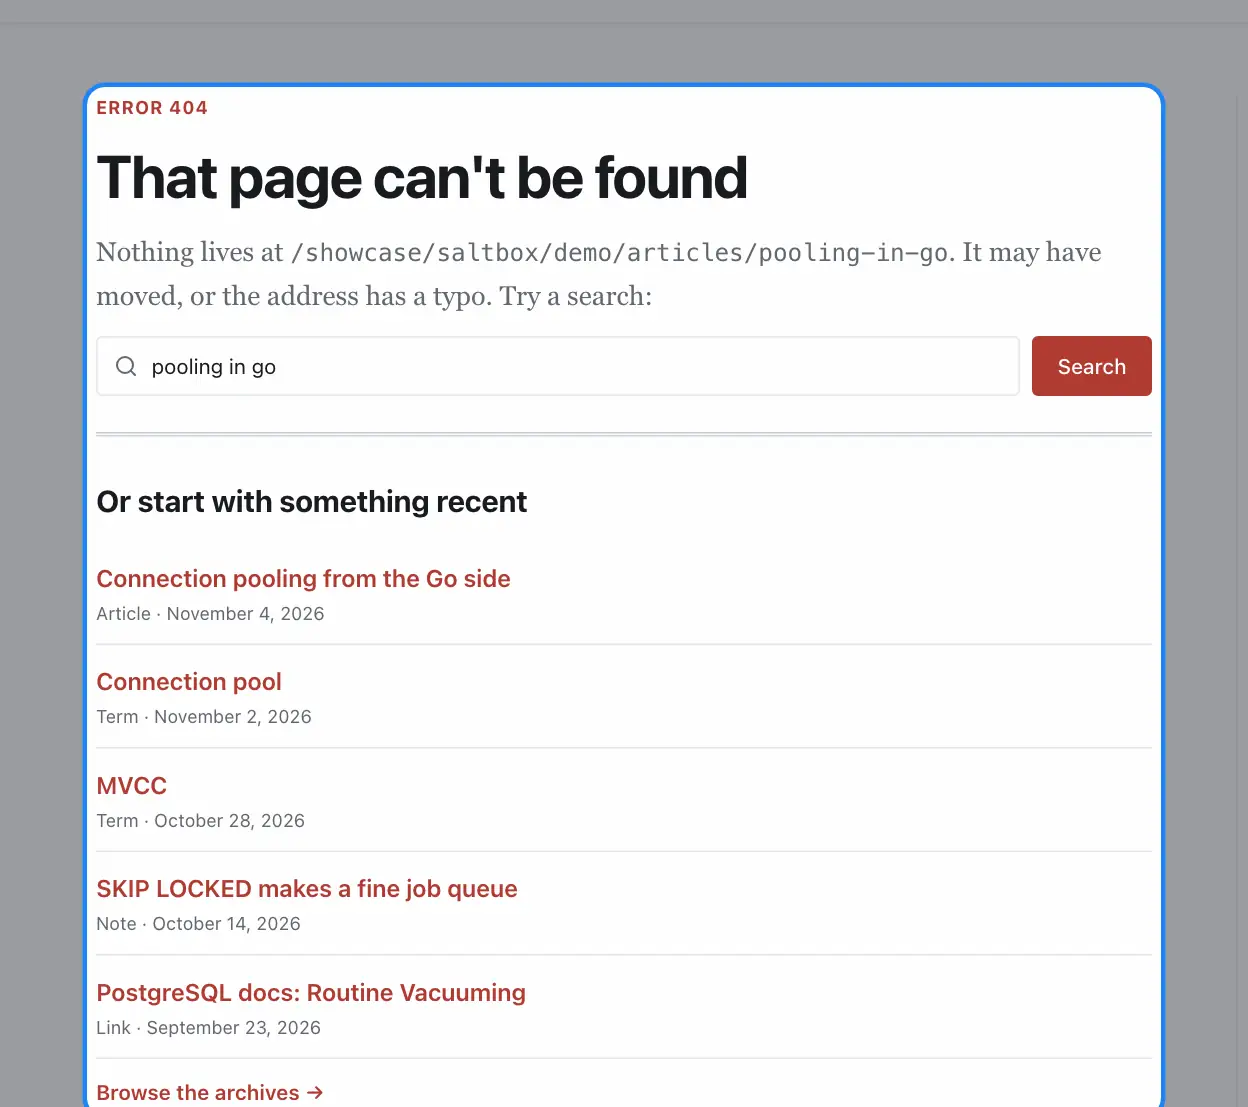 ERROR 404
That page can't be found
Nothing lives at /showcase/saltbox/demo/articles/pooling-in-go. It may have
moved, or the address has a typo. Try a search:
pooling in go
Search
Or start with something recent
Connection pooling from the Go side
Article · November 4, 2026
Connection pool
Term · November 2, 2026
MVCC
Term · October 28, 2026
SKIP LOCKED makes a fine job queue
Note · October 14, 2026
PostgreSQL docs: Routine Vacuuming
Link · September 23, 2026
Browse the archives →